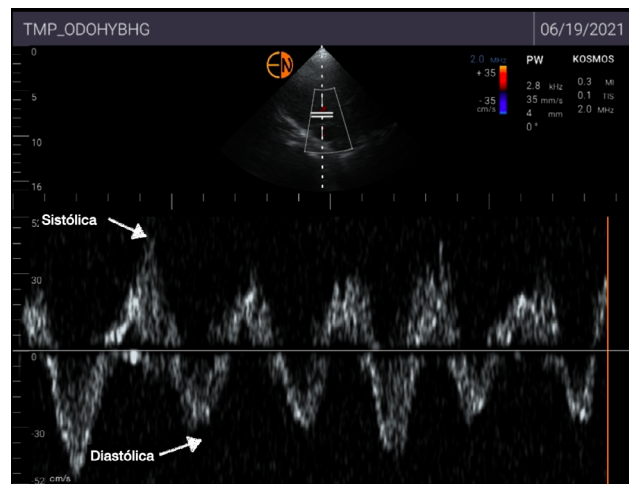 TMP_ODOHYBHG 06/19/2021
0
5
10
16
EN
2.0 MHz
+ 35
- 35
cm/s
PW
2.8 kHz
35 mm/s
4 mm
0°
KOSMOS
0.3 MI
0.1 TIS
2.0 MHz
Sistólica
30
0
-30
Diastólica
-52 cm/s